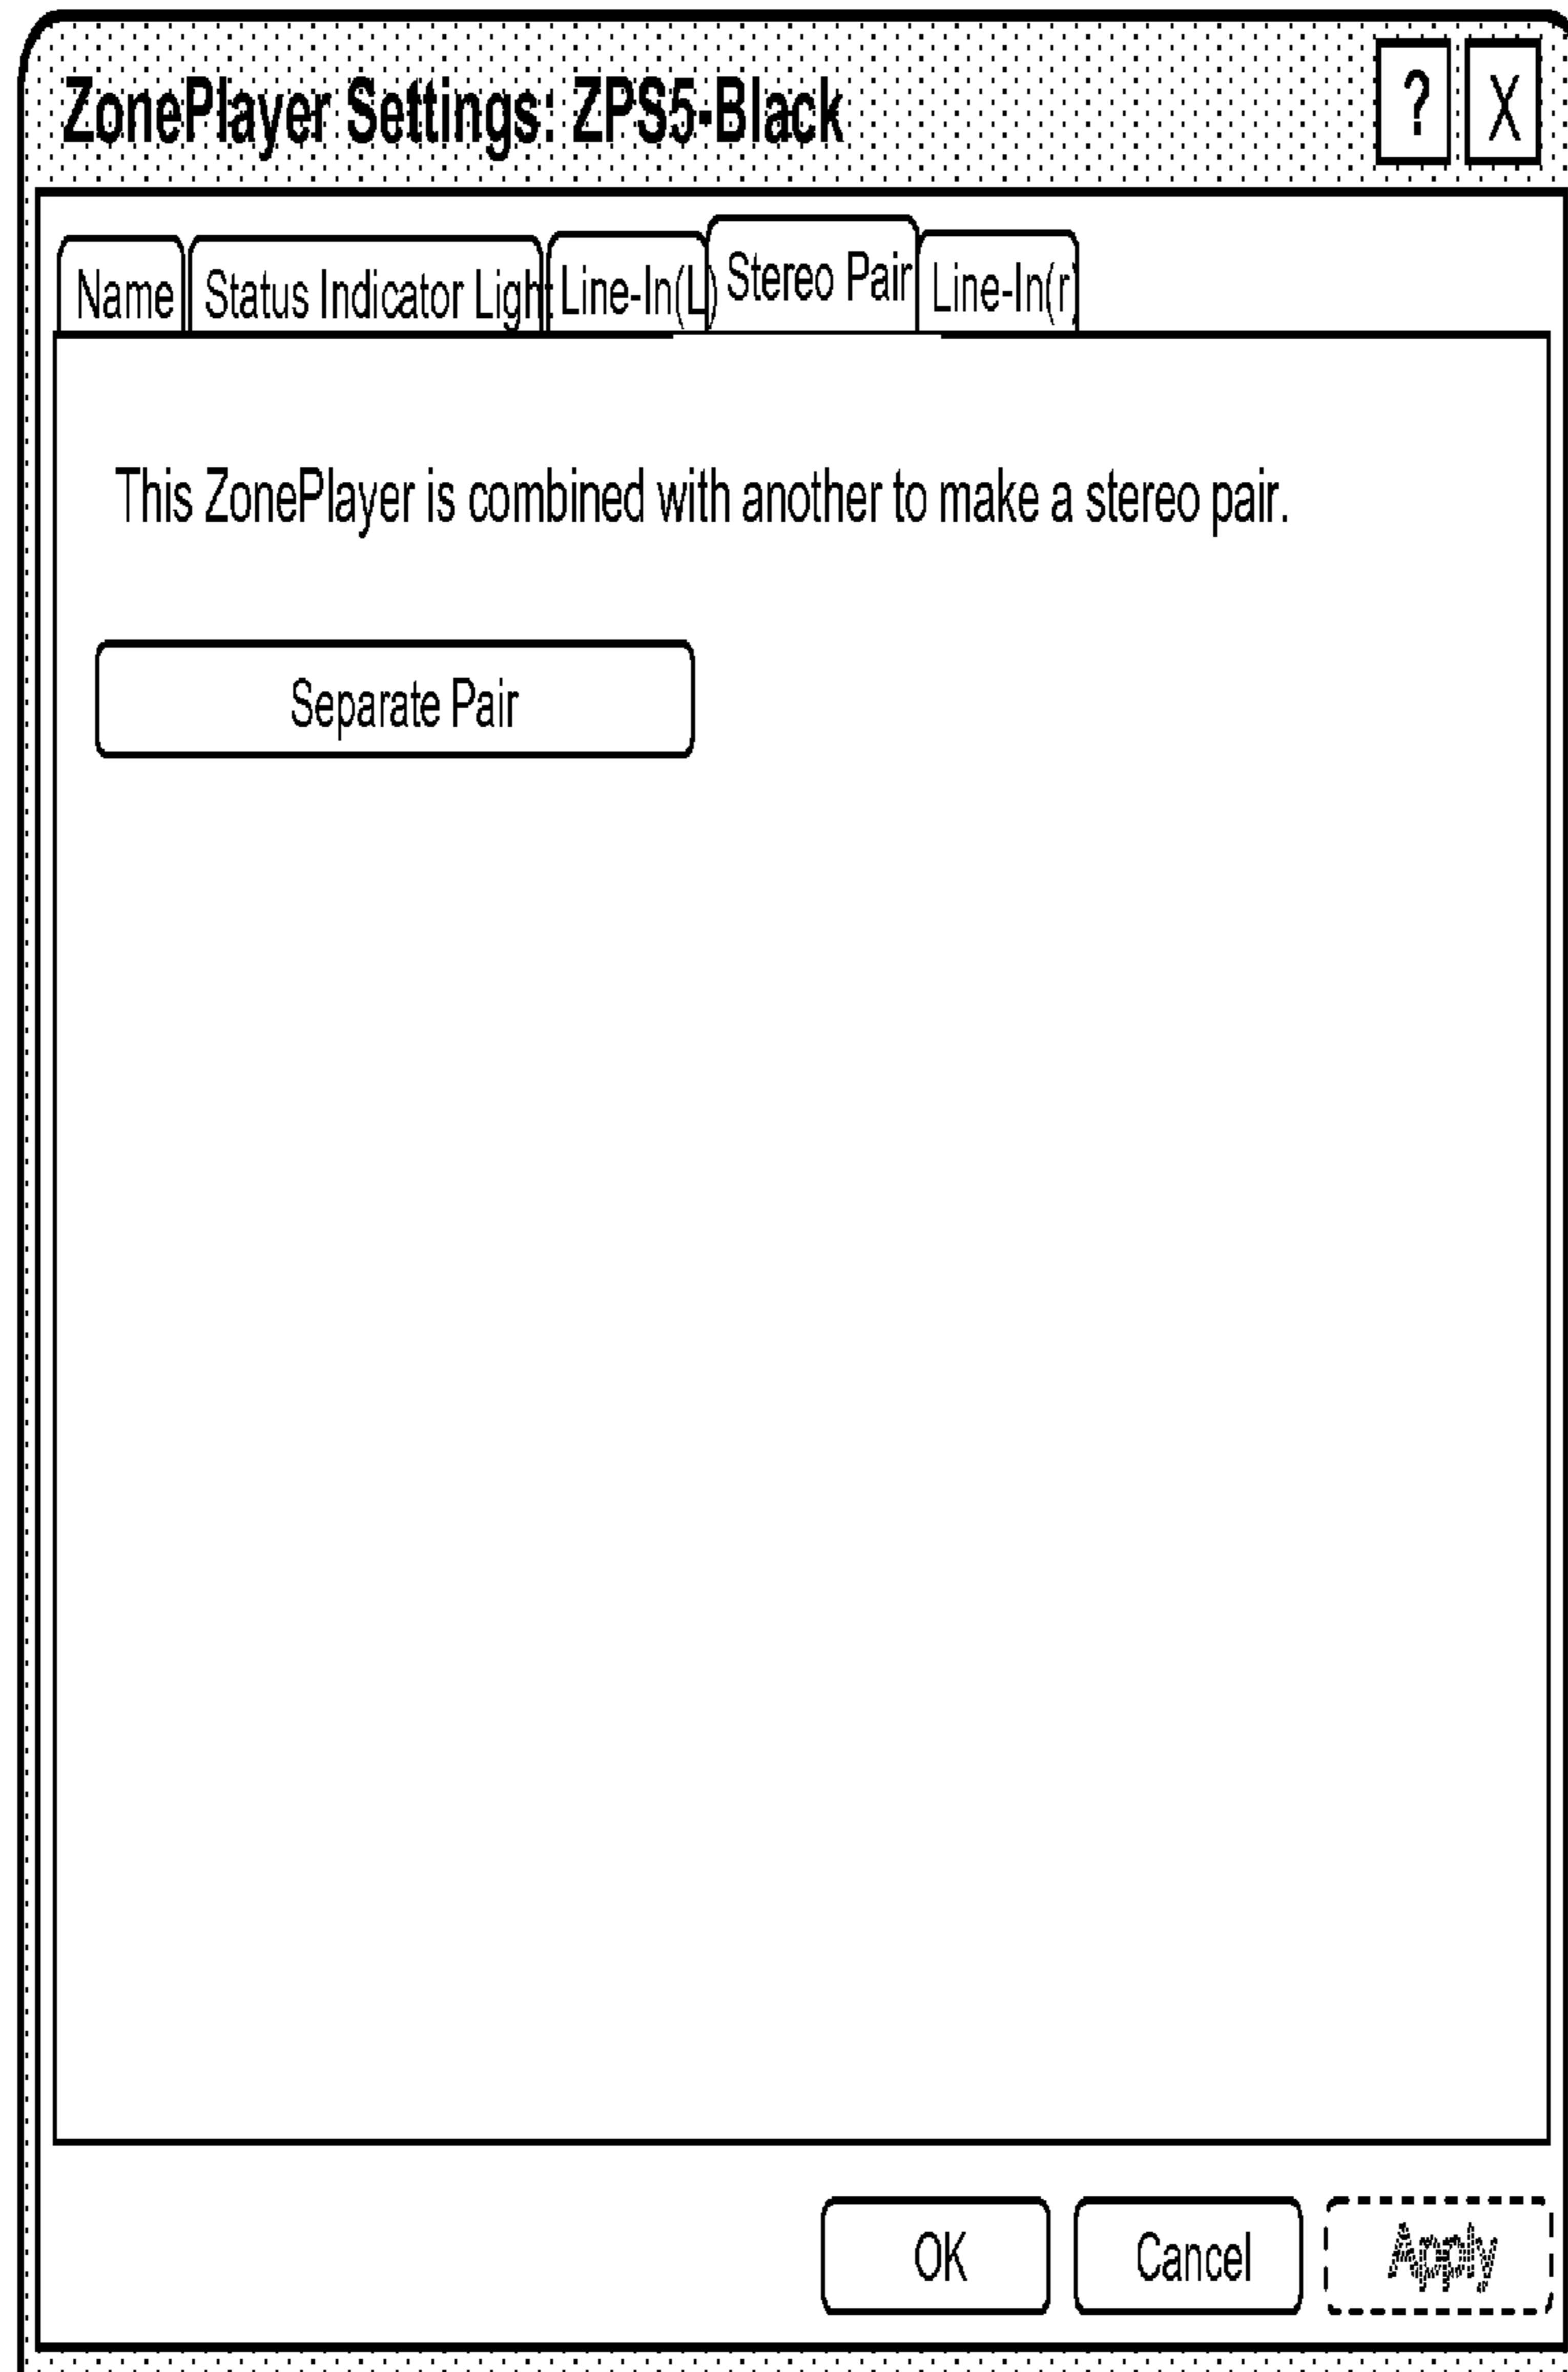 ZonePlayer Settings: ZPS5-Black ? X
Name Status Indicator Light Line-In(L) Stereo Pair Line-In(r)
This ZonePlayer is combined with another to make a stereo pair.
Separate Pair
OK Cancel Apply